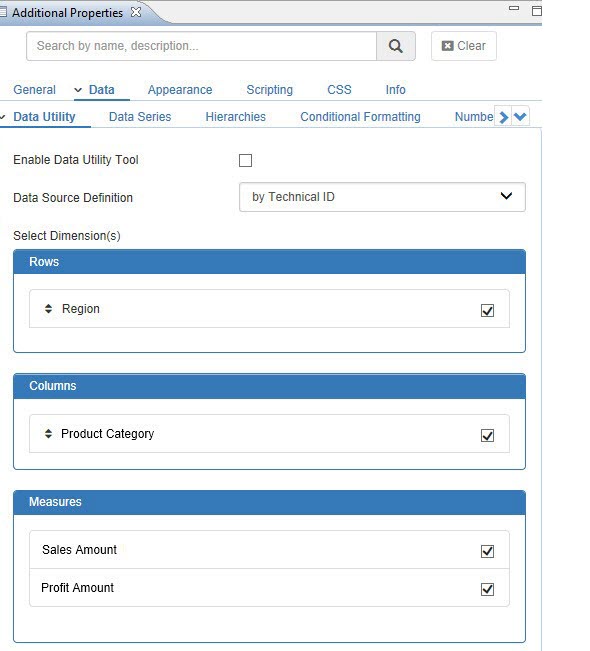 Additional Properties
Search by name, description... Clear
General Data Appearance Scripting CSS Info
Data Utility Data Series Hierarchies Conditional Formatting Numbe
Enable Data Utility Tool
Data Source Definition by Technical ID
Select Dimension(s)
Rows
Region
Columns
Product Category
Measures
Sales Amount
Profit Amount